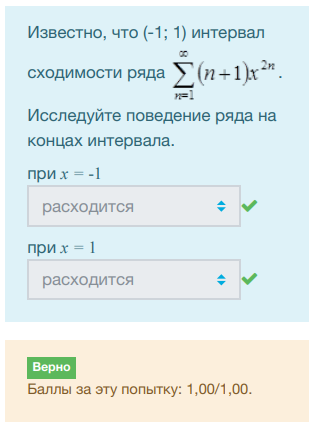 Известно, что (-1; 1) интервал
сходимости ряда $\sum_{n=1}^{\infty}(n+1)x^{2n}$.
Исследуйте поведение ряда на
концах интервала.
при x = -1
расходится
при x = 1
расходится
Верно
Баллы за эту попытку: 1,00/1,00.